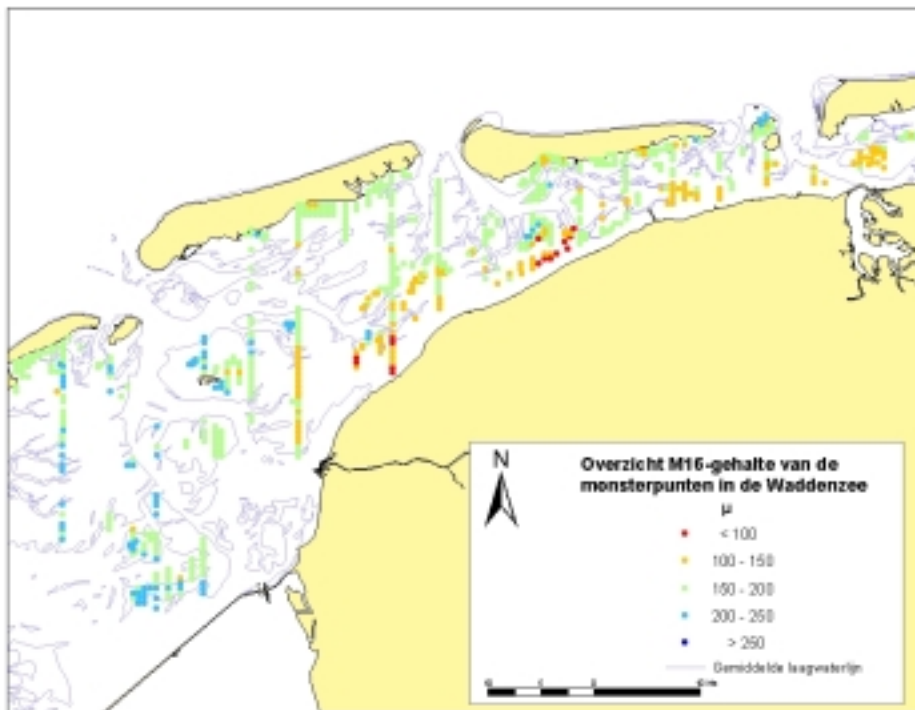 N
Overzicht M16-gehalte van de
monsterpunten in de Waddenzee
µ
< 100
100 - 150
150 - 200
200 - 250
> 250
Gemiddelde laagwaterlijn